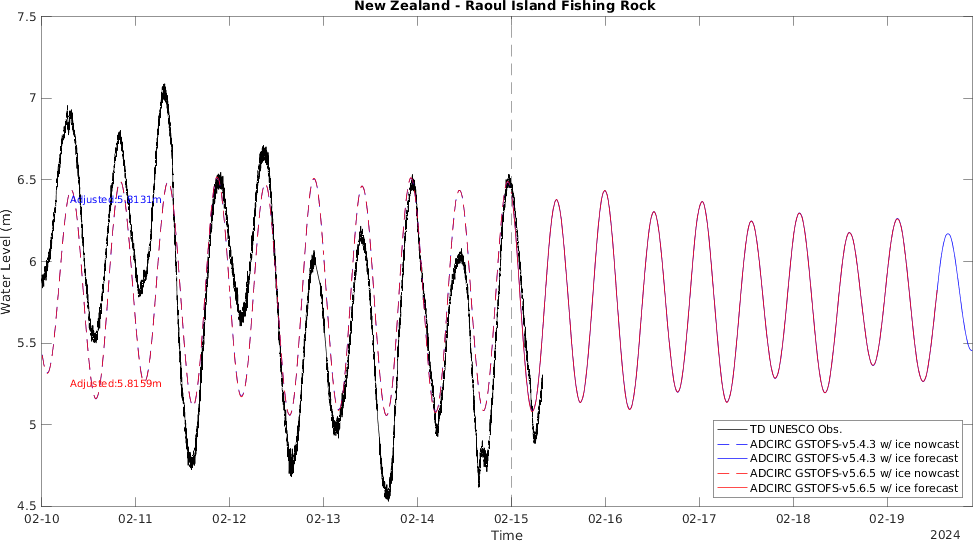 New Zealand - Raoul Island Fishing Rock
7.5
7
6.5
6
5.5
5
4.5
Water Level (m)
Adjusted:5.8131m
Adjusted:5.8159m
TD UNESCO Obs.
ADCIRC GSTOFS-v5.4.3 w/ ice nowcast
ADCIRC GSTOFS-v5.4.3 w/ ice forecast
ADCIRC GSTOFS-v5.6.5 w/ ice nowcast
ADCIRC GSTOFS-v5.6.5 w/ ice forecast
02-10 02-11 02-12 02-13 02-14 02-15 02-16 02-17 02-18 02-19
Time
2024